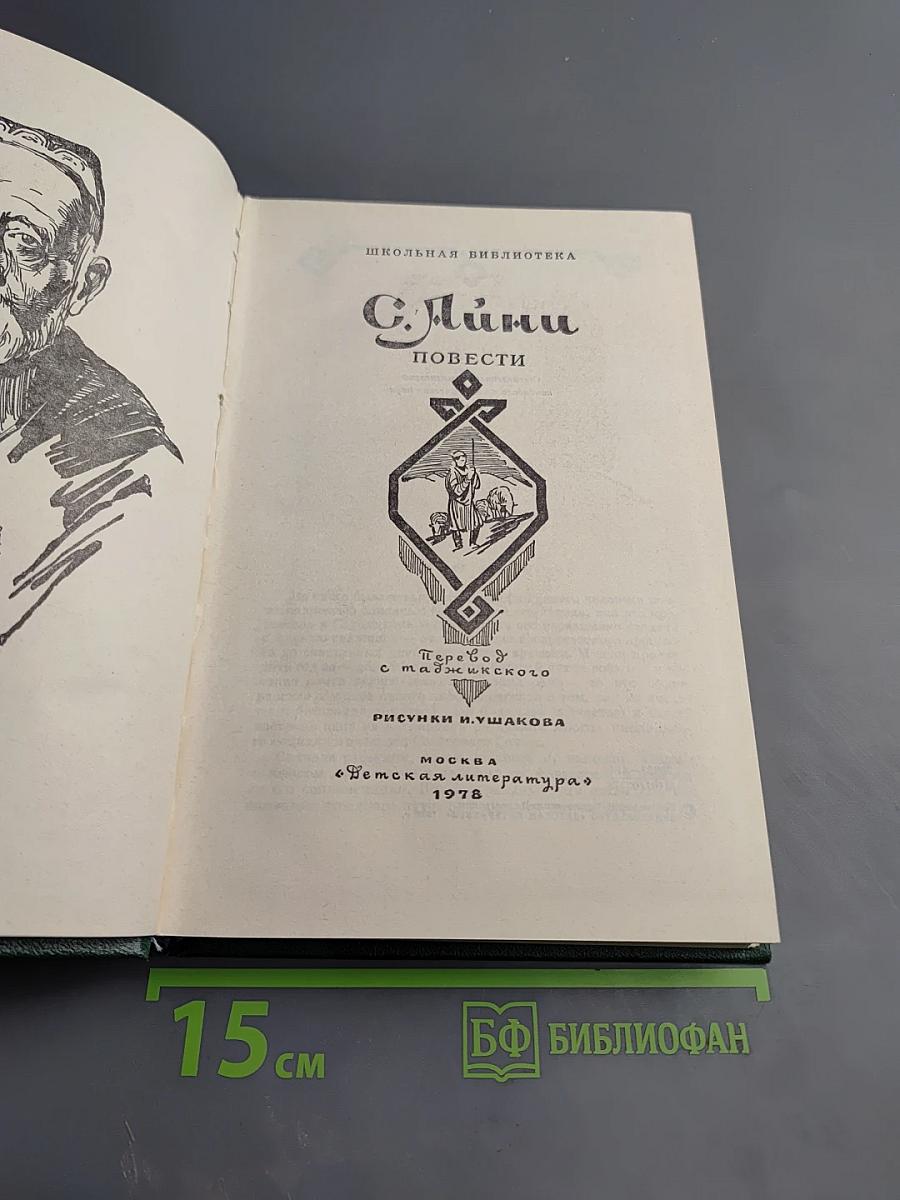 ШКОЛЬНАЯ БИБЛИОТЕКА
С. Айни
ПОВЕСТИ
Перевод
с таджикского
РИСУНКИ И. УШАКОВА
МОСКВА
«Детская литература»
1978
15 СМ
БФ БИБЛИОФАН